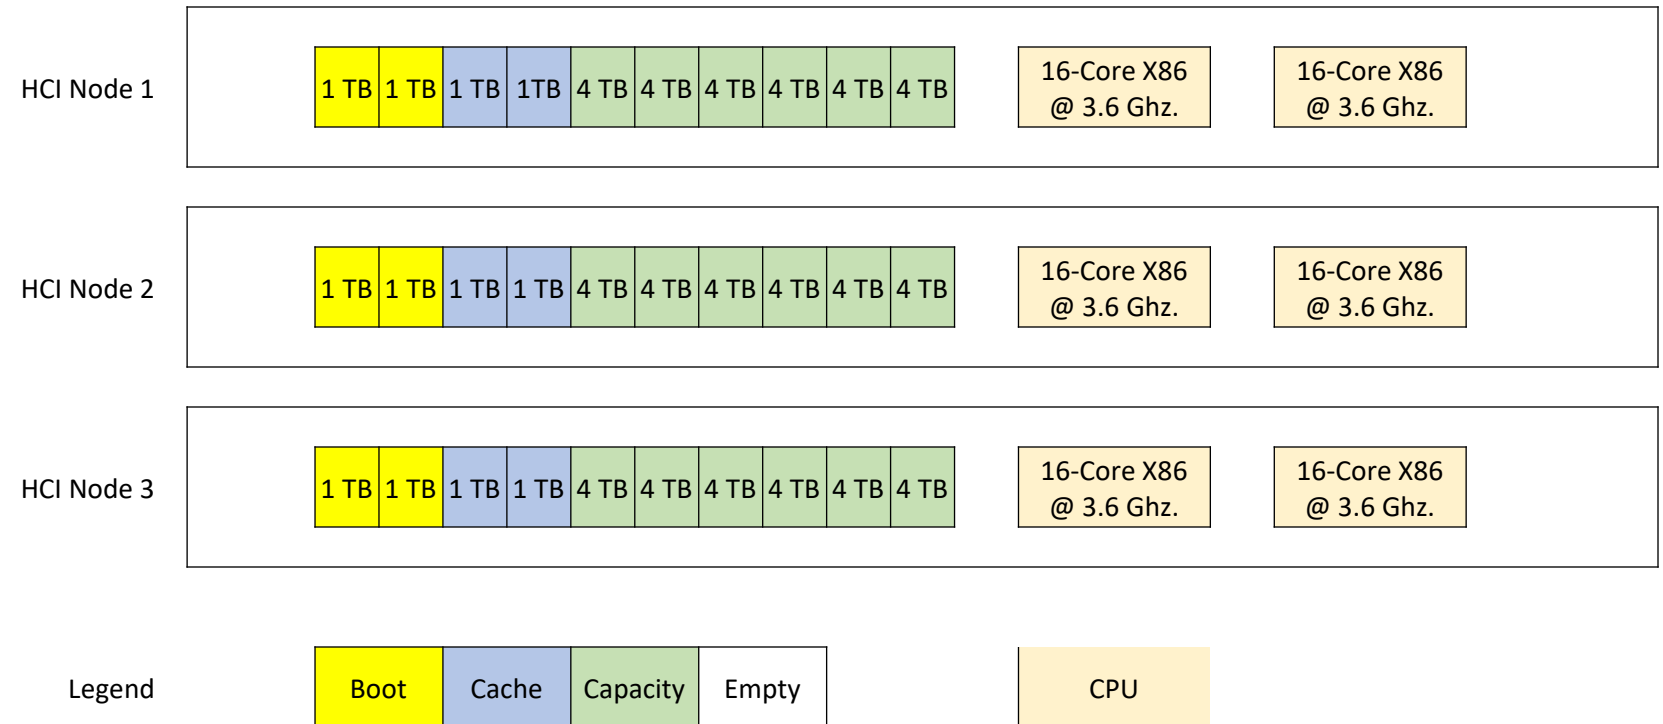 HCI Node 1
1 TB 1 TB 1 TB 1TB 4 TB 4 TB 4 TB 4 TB 4 TB 4 TB
16-Core X86
@ 3.6 Ghz.
16-Core X86
@ 3.6 Ghz.
HCI Node 2
1 TB 1 TB 1 TB 1 TB 4 TB 4 TB 4 TB 4 TB 4 TB 4 TB
16-Core X86
@ 3.6 Ghz.
16-Core X86
@ 3.6 Ghz.
HCI Node 3
1 TB 1 TB 1 TB 1 TB 4 TB 4 TB 4 TB 4 TB 4 TB 4 TB
16-Core X86
@ 3.6 Ghz.
16-Core X86
@ 3.6 Ghz.
Legend
Boot Cache Capacity Empty
CPU